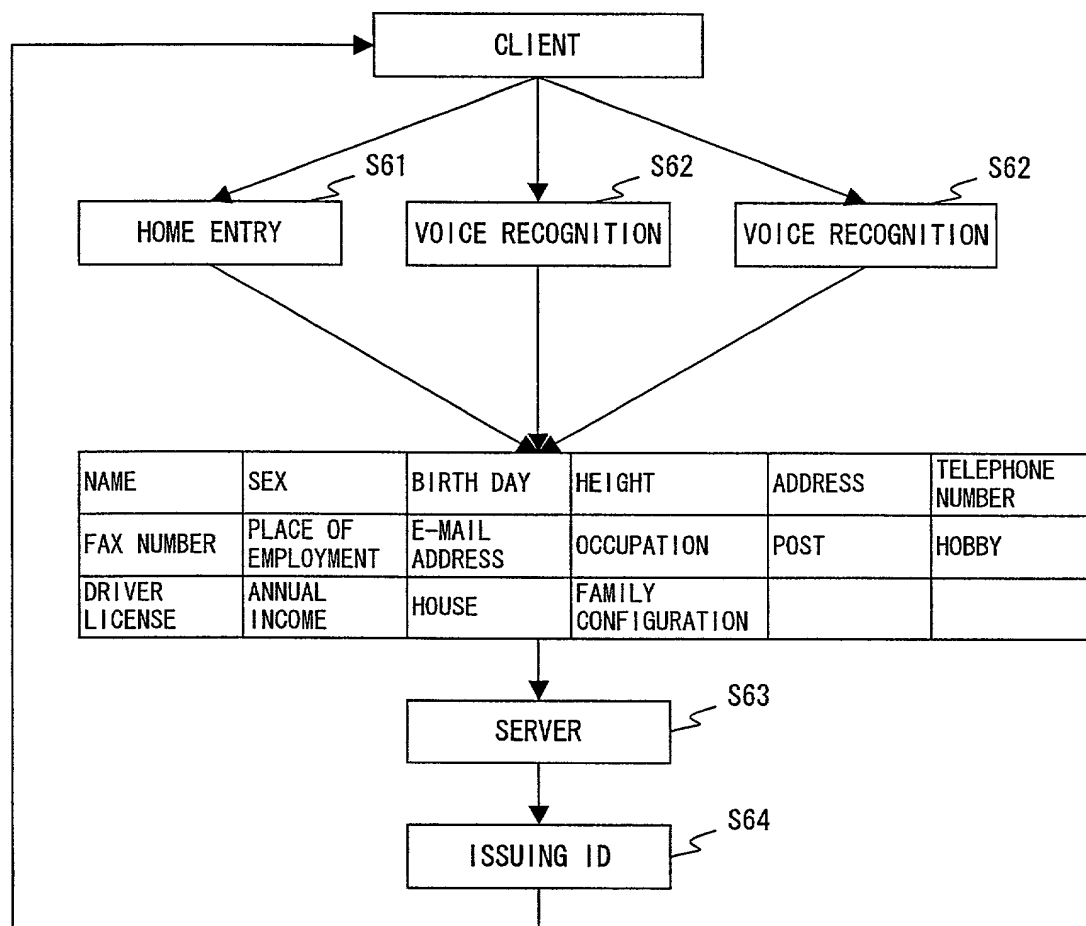 CLIENT
S61
S62
S62
HOME ENTRY
VOICE RECOGNITION
VOICE RECOGNITION
NAME
SEX
BIRTH DAY
HEIGHT
ADDRESS
TELEPHONE
NUMBER
FAX NUMBER
PLACE OF
EMPLOYMENT
E-MAIL
ADDRESS
OCCUPATION
POST
HOBBY
DRIVER
LICENSE
ANNUAL
INCOME
HOUSE
FAMILY
CONFIGURATION
S63
SERVER
S64
ISSUING ID